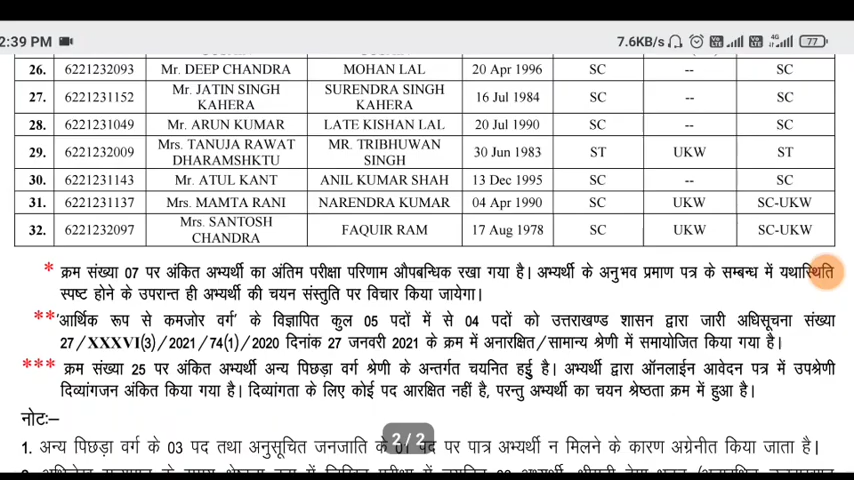 2:39 PM 7.6KB/s 4G 77
26. 6221232093 Mr. DEEP CHANDRA MOHAN LAL 20 Apr 1996 SC -- SC
27. 6221231152 Mr. JATIN SINGH KAHERA SURENDRA SINGH KAHERA 16 Jul 1984 SC -- SC
28. 6221231049 Mr. ARUN KUMAR LATE KISHAN LAL 20 Jul 1990 SC -- SC
29. 6221232009 Mrs. TANUJA RAWAT DHARAMSHKTU MR. TRIBHUWAN SINGH 30 Jun 1983 ST UKW ST
30. 6221231143 Mr. ATUL KANT ANIL KUMAR SHAH 13 Dec 1995 SC -- SC
31. 6221231137 Mrs. MAMTA RANI NARENDRA KUMAR 04 Apr 1990 SC UKW SC-UKW
32. 6221232097 Mrs. SANTOSH CHANDRA FAQUIR RAM 17 Aug 1978 SC UKW SC-UKW
* क्रम संख्या 07 पर अंकित अभ्यर्थी का अंतिम परीक्षा परिणाम औपबन्धिक रखा गया है। अभ्यर्थी के अनुभव प्रमाण पत्र के सम्बन्ध में यथास्थिति
स्पष्ट होने के उपरान्त ही अभ्यर्थी की चयन संस्तुति पर विचार किया जायेगा।
**'आर्थिक रूप से कमजोर वर्ग' के विज्ञापित कुल 05 पदों में से 04 पदों को उत्तराखण्ड शासन द्वारा जारी अधिसूचना संख्या
27/XXXVI(3)/2021/74(1)/2020 दिनांक 27 जनवरी 2021 के क्रम में अनारक्षित/सामान्य श्रेणी में समायोजित किया गया है।
*** क्रम संख्या 25 पर अंकित अभ्यर्थी अन्य पिछड़ा वर्ग श्रेणी के अन्तर्गत चयनित हुई है। अभ्यर्थी द्वारा ऑनलाईन आवेदन पत्र में उपश्रेणी
दिव्यांगजन अंकित किया गया है। दिव्यांगता के लिए कोई पद आरक्षित नहीं है, परन्तु अभ्यर्थी का चयन श्रेष्ठता क्रम में हुआ है।
नोटः–
1. अन्य पिछड़ा वर्ग के 03 पद तथा अनुसूचित जनजाति के 01 पद पर पात्र अभ्यर्थी न मिलने के कारण अग्रेनीत किया जाता है।
2/2